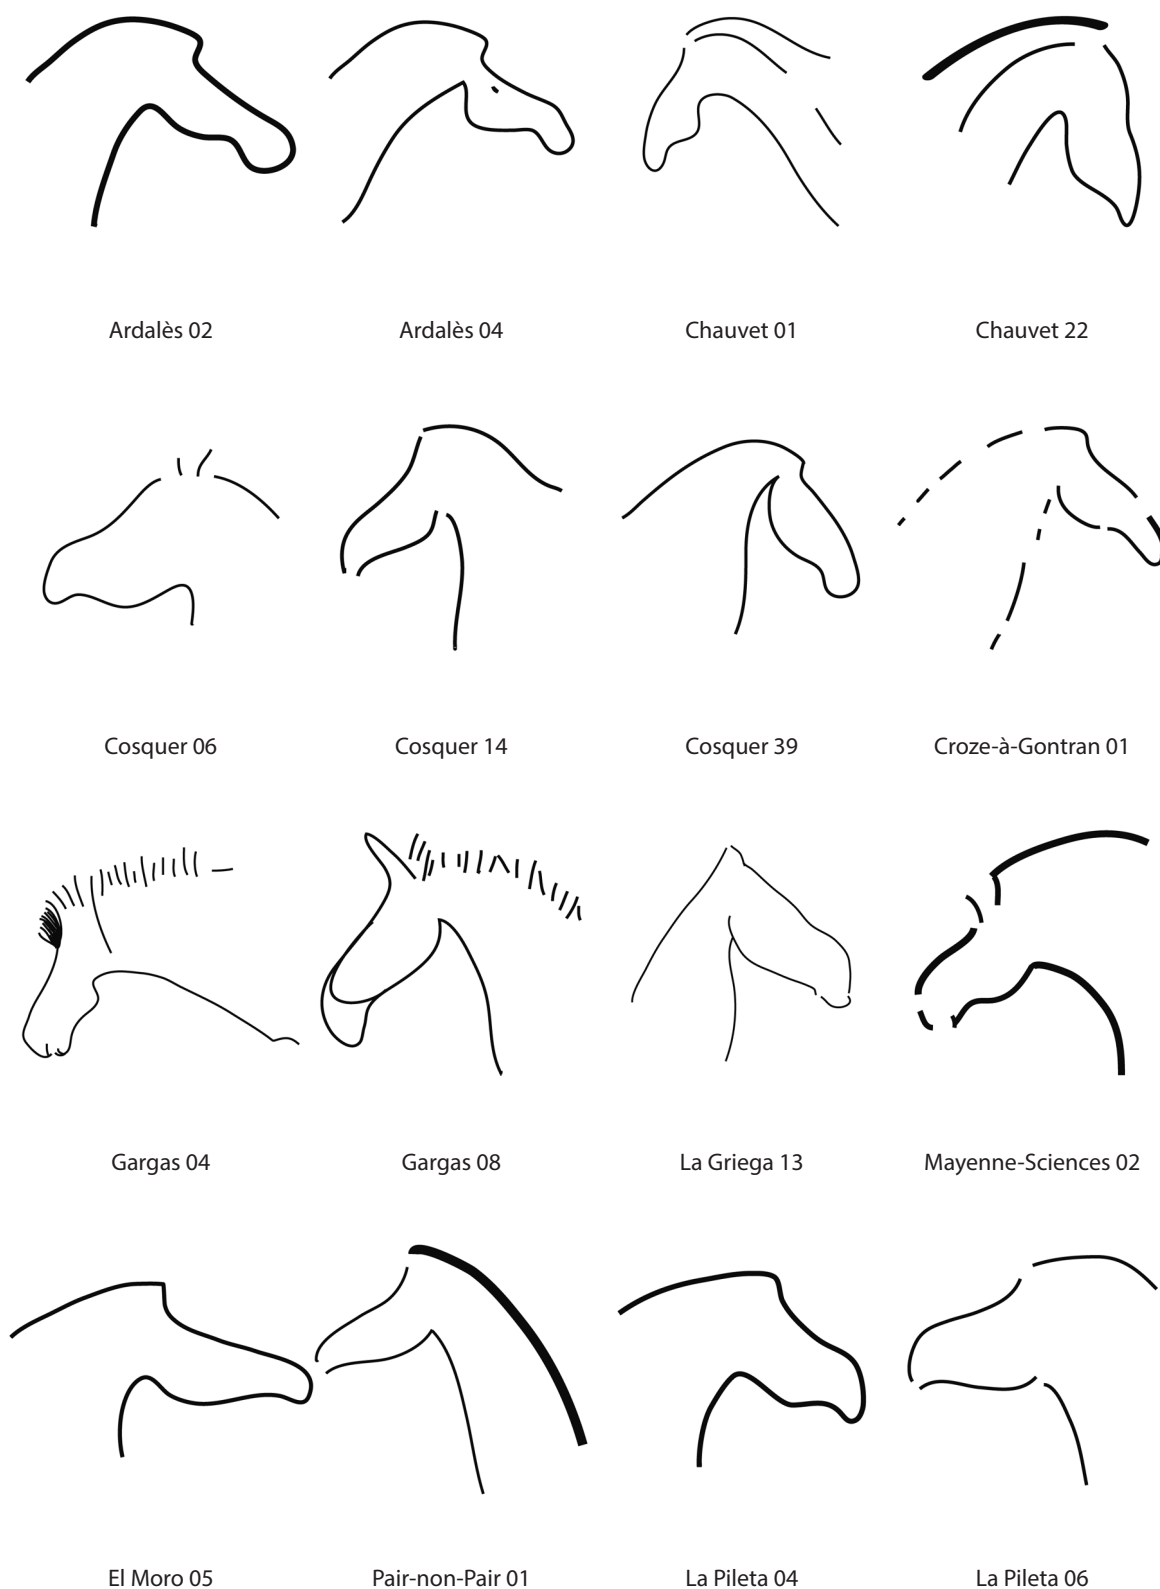 Ardalès 02
Ardalès 04
Chauvet 01
Chauvet 22
Cosquer 06
Cosquer 14
Cosquer 39
Croze-à-Gontran 01
Gargas 04
Gargas 08
La Griega 13
Mayenne-Sciences 02
El Moro 05
Pair-non-Pair 01
La Pileta 04
La Pileta 06